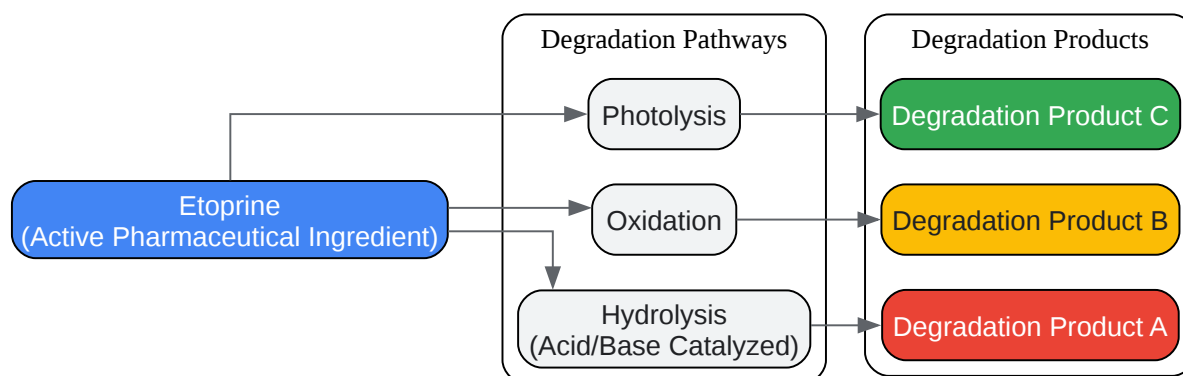 Degradation Pathways
Degradation Products
Photolysis
Degradation Product C
Etoprine
(Active Pharmaceutical Ingredient)
Oxidation
Degradation Product B
Hydrolysis
(Acid/Base Catalyzed)
Degradation Product A